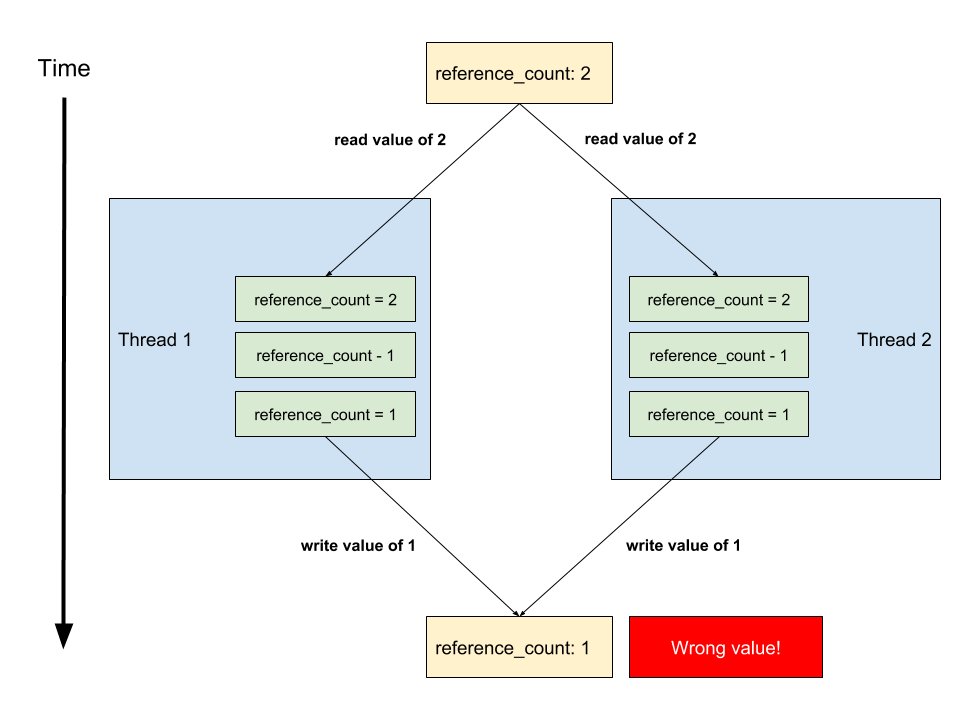 Time
reference_count: 2
read value of 2
read value of 2
Thread 1
reference_count = 2
reference_count - 1
reference_count = 1
reference_count = 2
reference_count - 1
reference_count = 1
Thread 2
write value of 1
write value of 1
reference_count: 1
Wrong value!